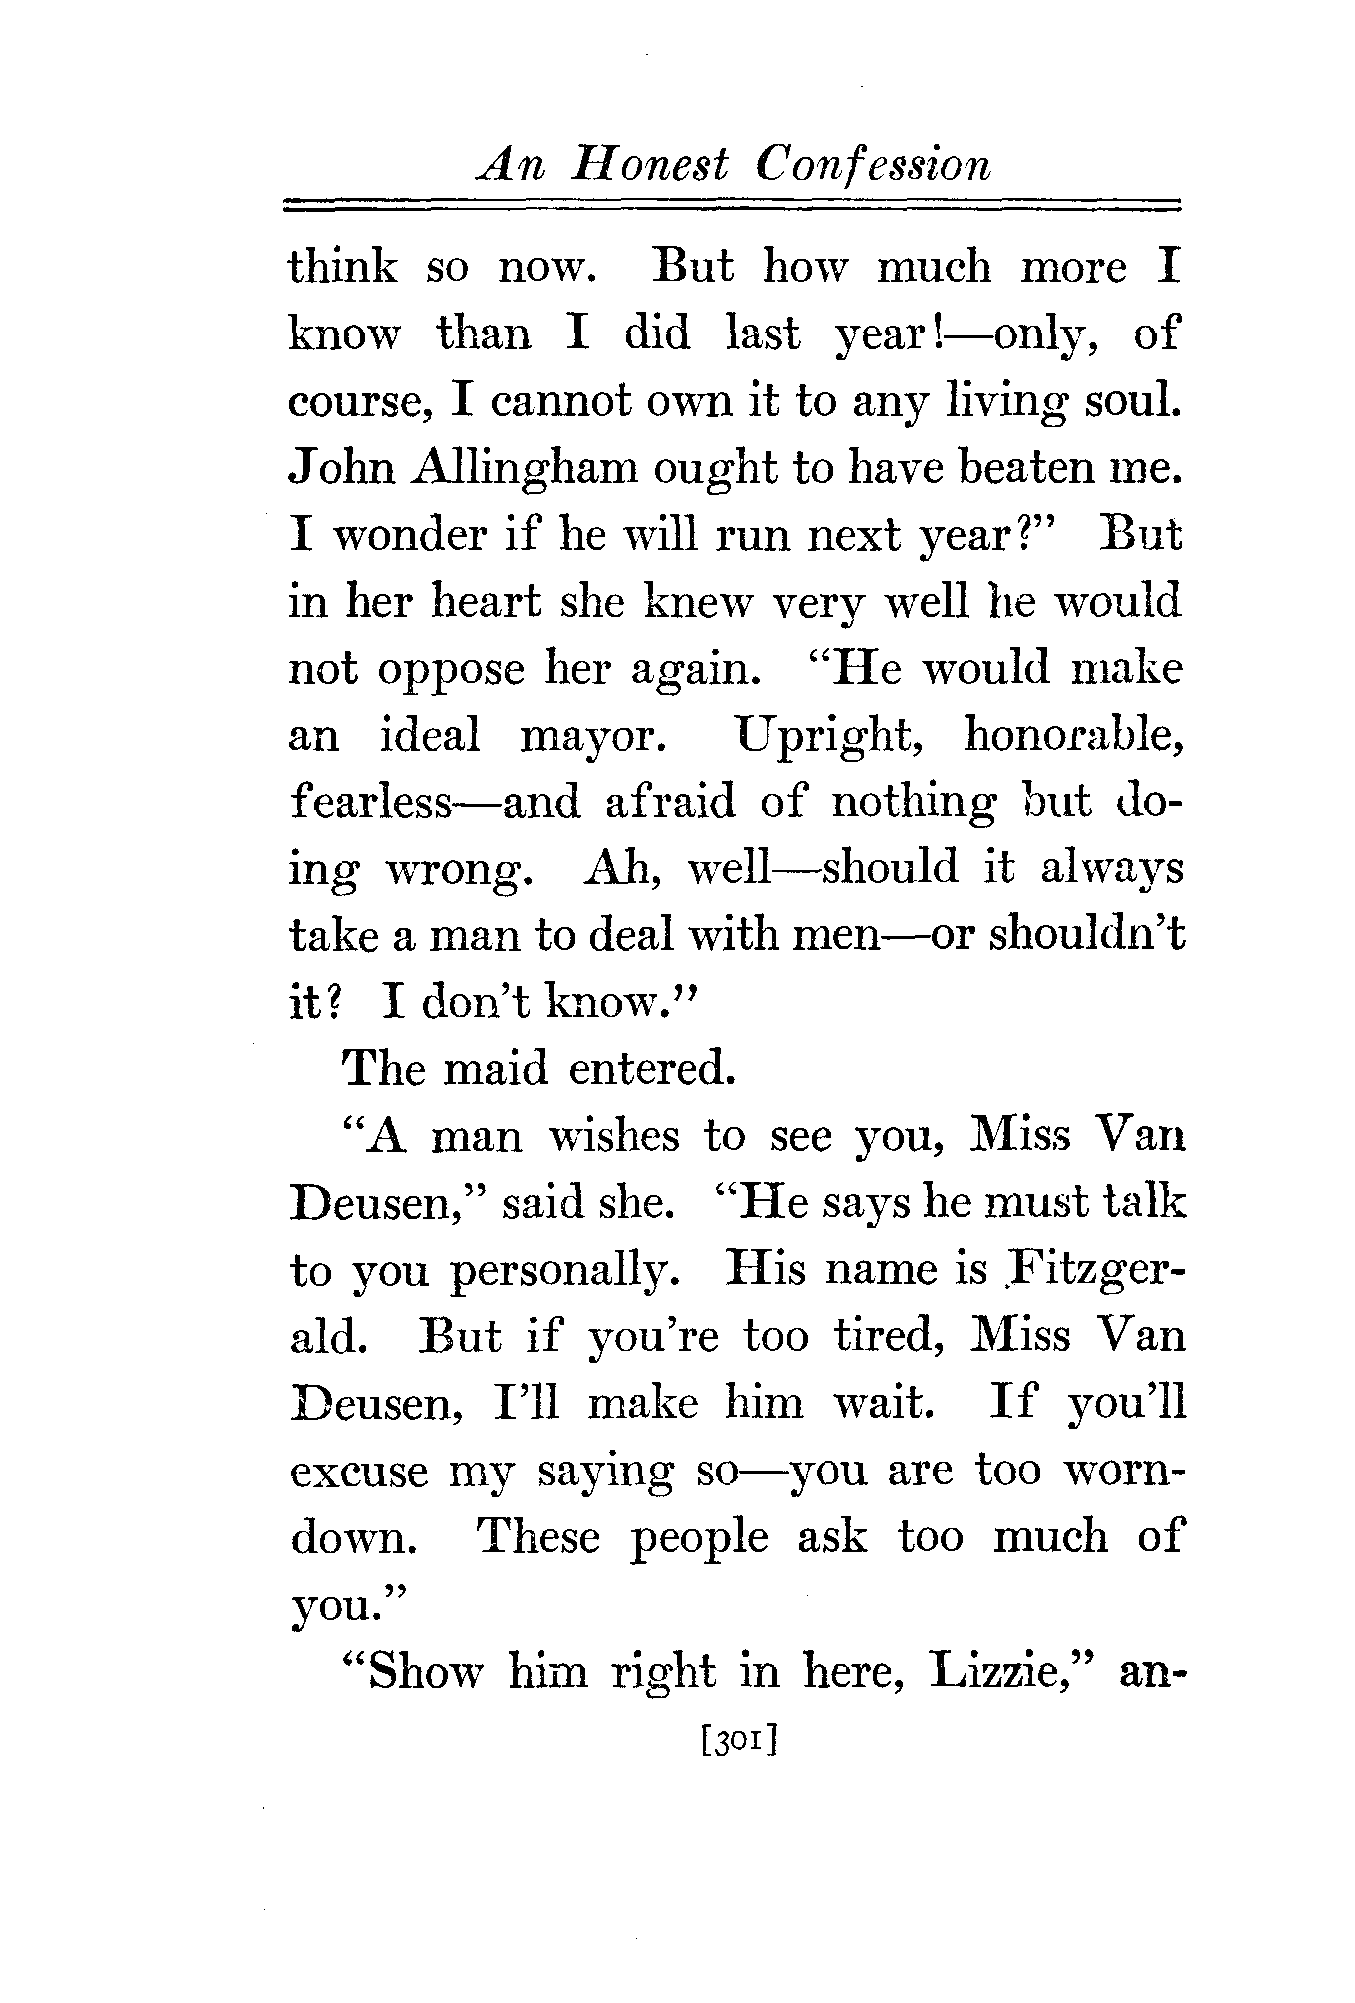 An Honest Confession
think so now. But how much more I
know than I did last year!—only, of
course, I cannot own it to any living soul.
John Allingham ought to have beaten me.
I wonder if he will run next year?” But
in her heart she knew very well he would
not oppose her again. “He would make
an ideal mayor. Upright, honorable,
fearless—and afraid of nothing but do-
ing wrong. Ah, well—should it always
take a man to deal with men—or shouldn’t
it? I don’t know.”
The maid entered.
“A man wishes to see you, Miss Van
Deusen,” said she. “He says he must talk
to you personally. His name is Fitzger-
ald. But if you’re too tired, Miss Van
Deusen, I’ll make him wait. If you’ll
excuse my saying so—you are too worn-
down. These people ask too much of
you.”
“Show him right in here, Lizzie,” an-
[301]